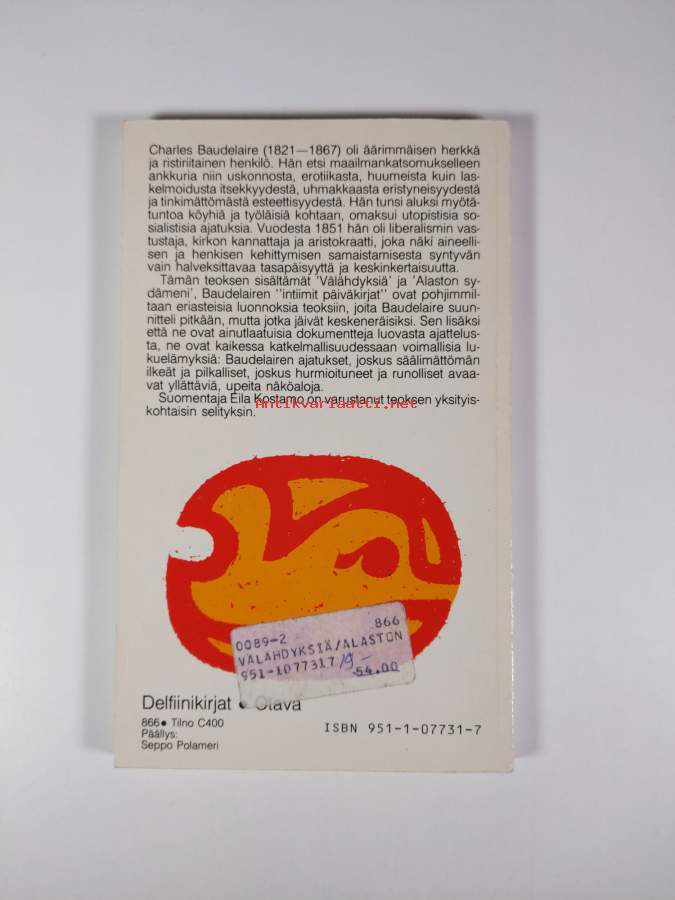 Charles Baudelaire (1821—1867) oli äärimmäisen herkkä
ja ristiriitainen henkilö. Hän etsi maailmankatsomukselleen
ankkuria niin uskonnosta, erotiikasta, huumeista kuin las-
kelmoidusta itsekkyydestä, uhmakkaasta eristyneisyydestä
ja tinkimättömästä esteettisyydestä. Hän tunsi aluksi myötä-
tuntoa köyhiä ja työläisiä kohtaan, omaksui utopistisia so-
sialistisia ajatuksia. Vuodesta 1851 hän oli liberalismin vas-
tustaja, kirkon kannattaja ja aristokraatti, joka näki aineelli-
sen ja henkisen kehittymisen samaistamisesta syntyvän
vain halveksittavaa tasapäisyyttä ja keskinkertaisuutta.
Tämän teoksen sisältämät 'Välähdyksiä' ja 'Alaston sy-
dämeni', Baudelairen ''intiimit päiväkirjat'' ovat pohjimmil-
taan eriasteisia luonnoksia teoksiin, joita Baudelaire suun-
nitteli pitkään, mutta jotka jäivät keskeneräisiksi. Sen lisäksi
että ne ovat ainutlaatuisia dokumentteja luovasta ajattelus-
ta, ne ovat kaikessa katkelmallisuudessaan voimallisia lu-
kuelämyksiä: Baudelairen ajatukset, joskus säälimättömän
ilkeät ja pilkalliset, joskus hurmioituneet ja runolliset avaa-
vat yllättäviä, upeita näköaloja.
Suomentaja Eila Kostamo on varustanut teoksen yksityis-
kohtaisin selityksin.
Antikvariaatti.net
0089-2 866
VÄLÄHDYKSIÄ/ALASTON
951-1077317 19- 54.00
Delfiinikirjat • Otava
866 • Tilno C400
Päällys:
Seppo Polameri
ISBN 951-1-07731-7